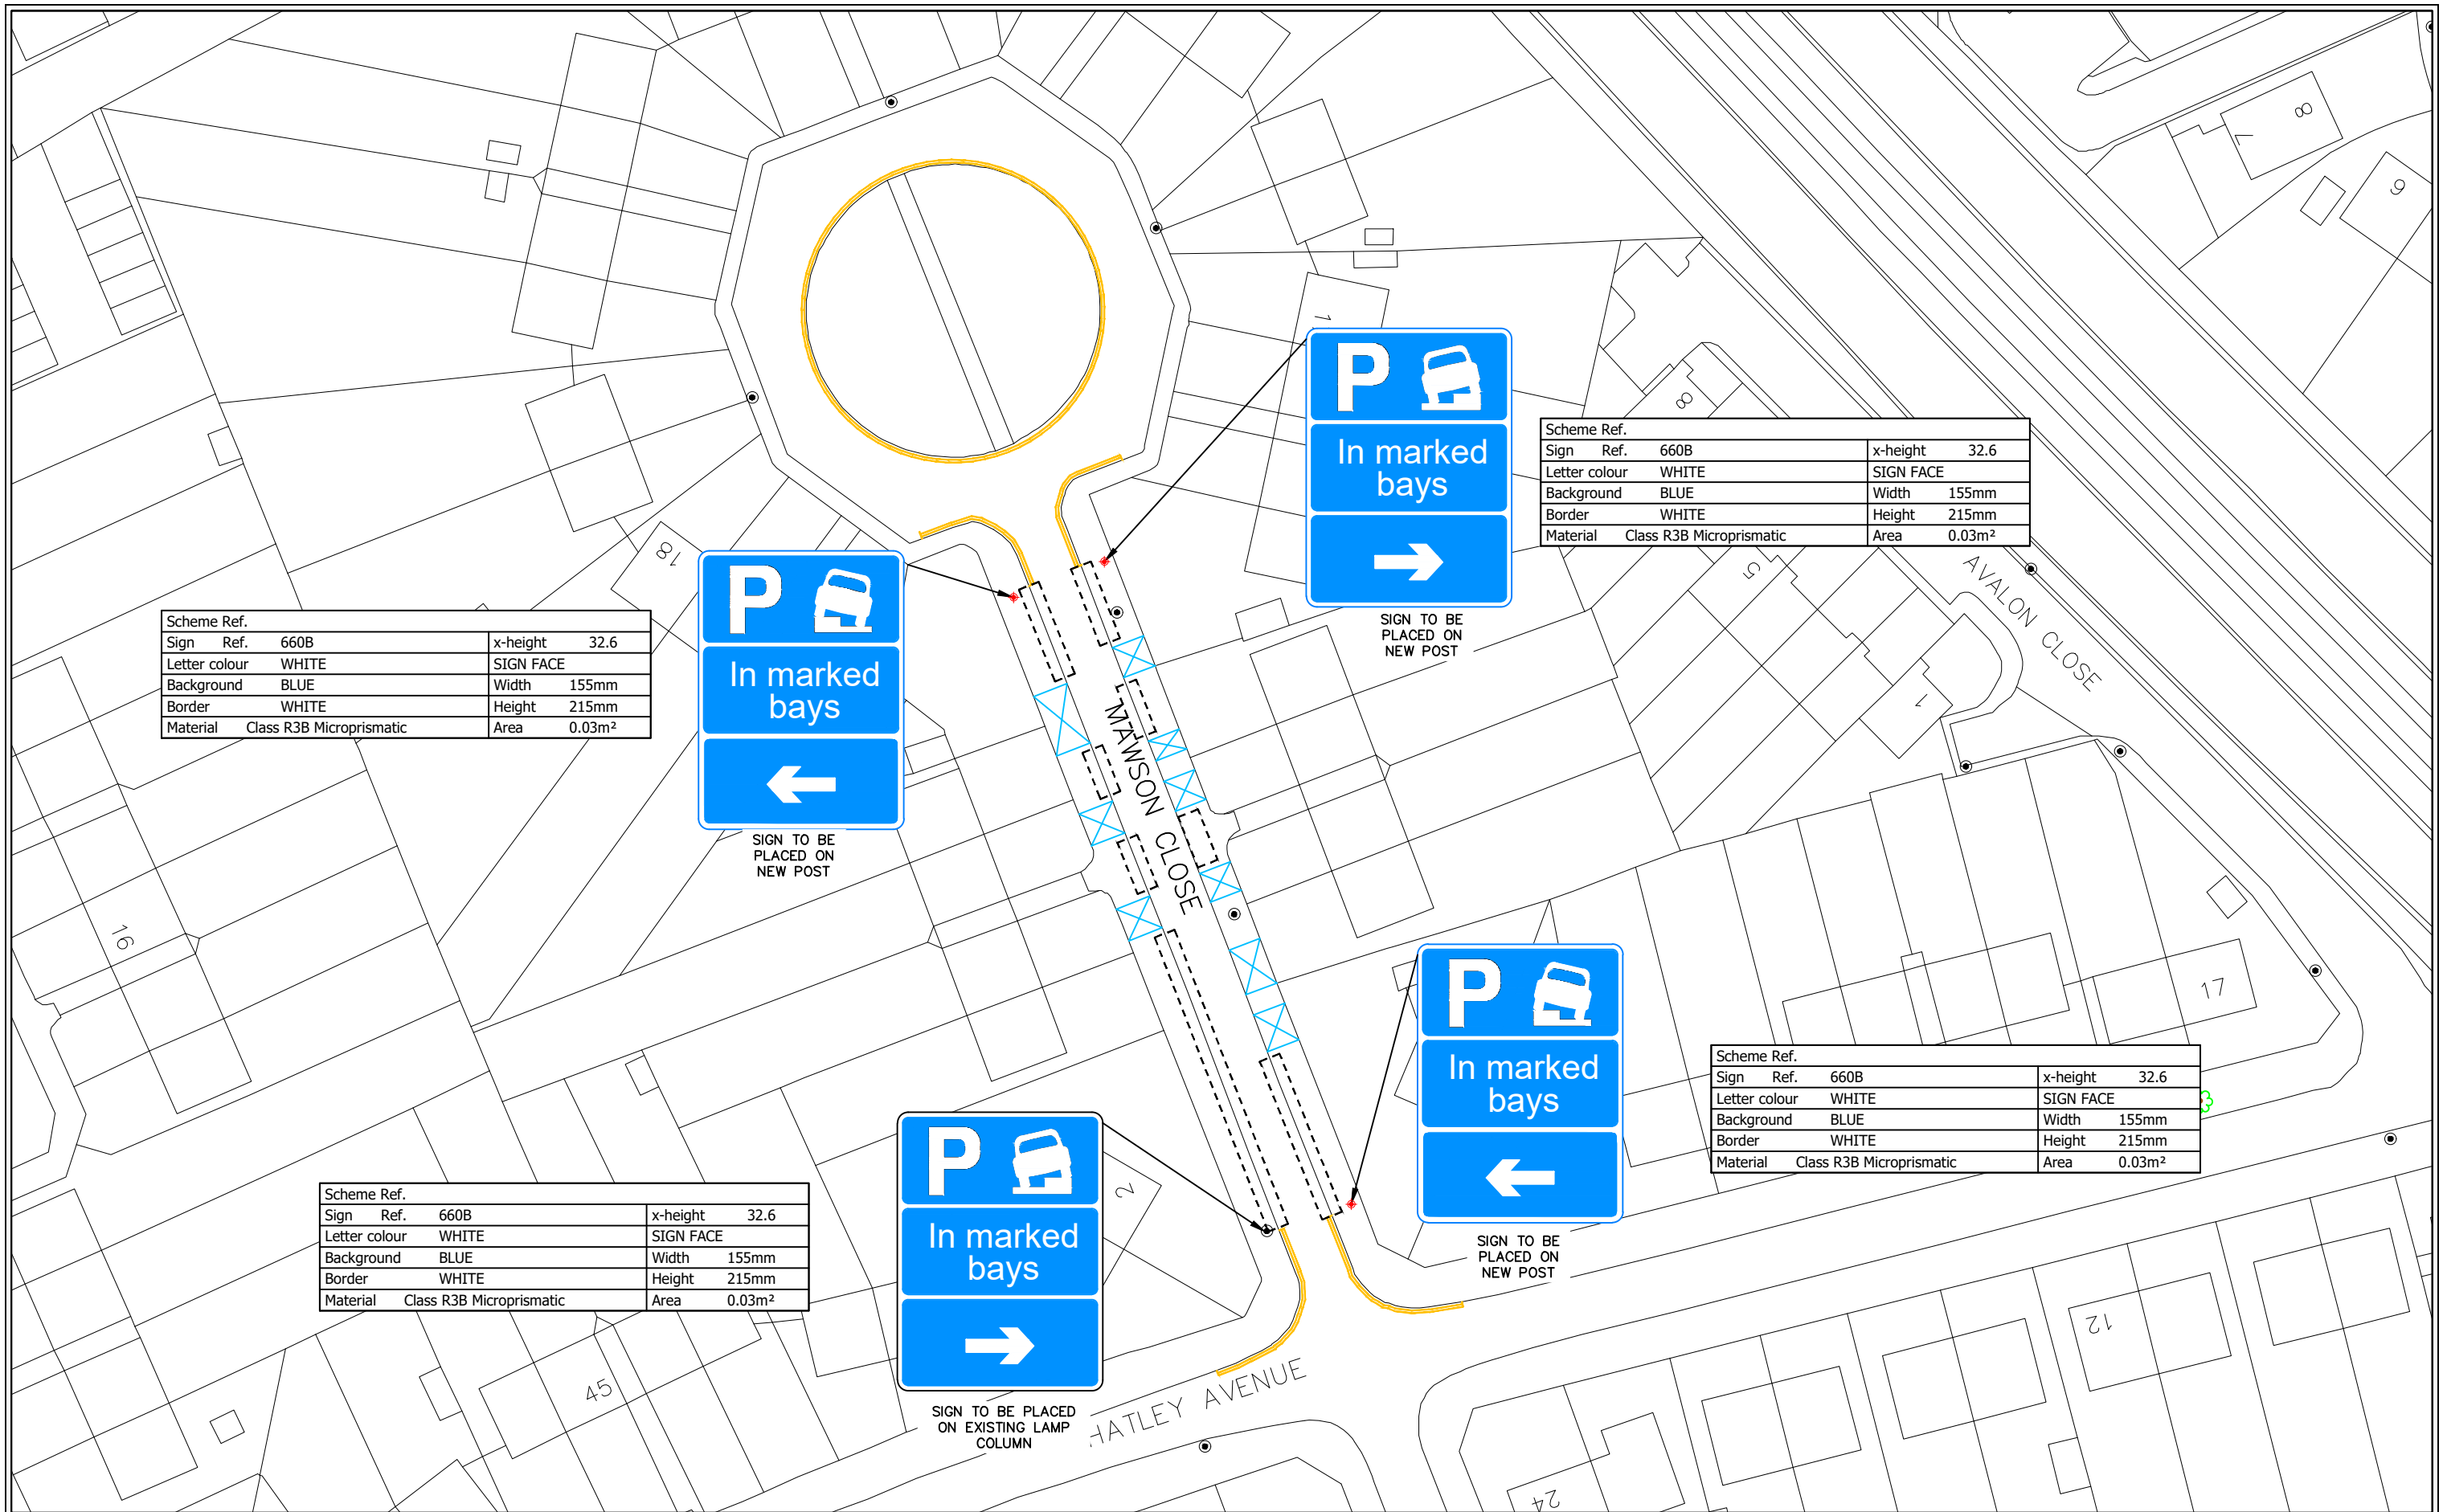 8
7
9
7
P
In marked
bays
SIGN TO BE
PLACED ON
NEW POST
Scheme Ref.
Sign Ref. 660B x-height 32.6
Letter colour WHITE SIGN FACE
Background BLUE Width 155mm
Border WHITE Height 215mm
Material Class R3B Microprismatic Area 0.03m²
8
5
1
AVALON CLOSE
18
P
In marked
bays
SIGN TO BE
PLACED ON
NEW POST
Scheme Ref.
Sign Ref. 660B x-height 32.6
Letter colour WHITE SIGN FACE
Background BLUE Width 155mm
Border WHITE Height 215mm
Material Class R3B Microprismatic Area 0.03m²
MAWSON CLOSE
16
17
P
In marked
bays
SIGN TO BE
PLACED ON
NEW POST
Scheme Ref.
Sign Ref. 660B x-height 32.6
Letter colour WHITE SIGN FACE
Background BLUE Width 155mm
Border WHITE Height 215mm
Material Class R3B Microprismatic Area 0.03m²
2
P
In marked
bays
SIGN TO BE PLACED
ON EXISTING LAMP
COLUMN
Scheme Ref.
Sign Ref. 660B x-height 32.6
Letter colour WHITE SIGN FACE
Background BLUE Width 155mm
Border WHITE Height 215mm
Material Class R3B Microprismatic Area 0.03m²
45
HATLEY AVENUE
12
24